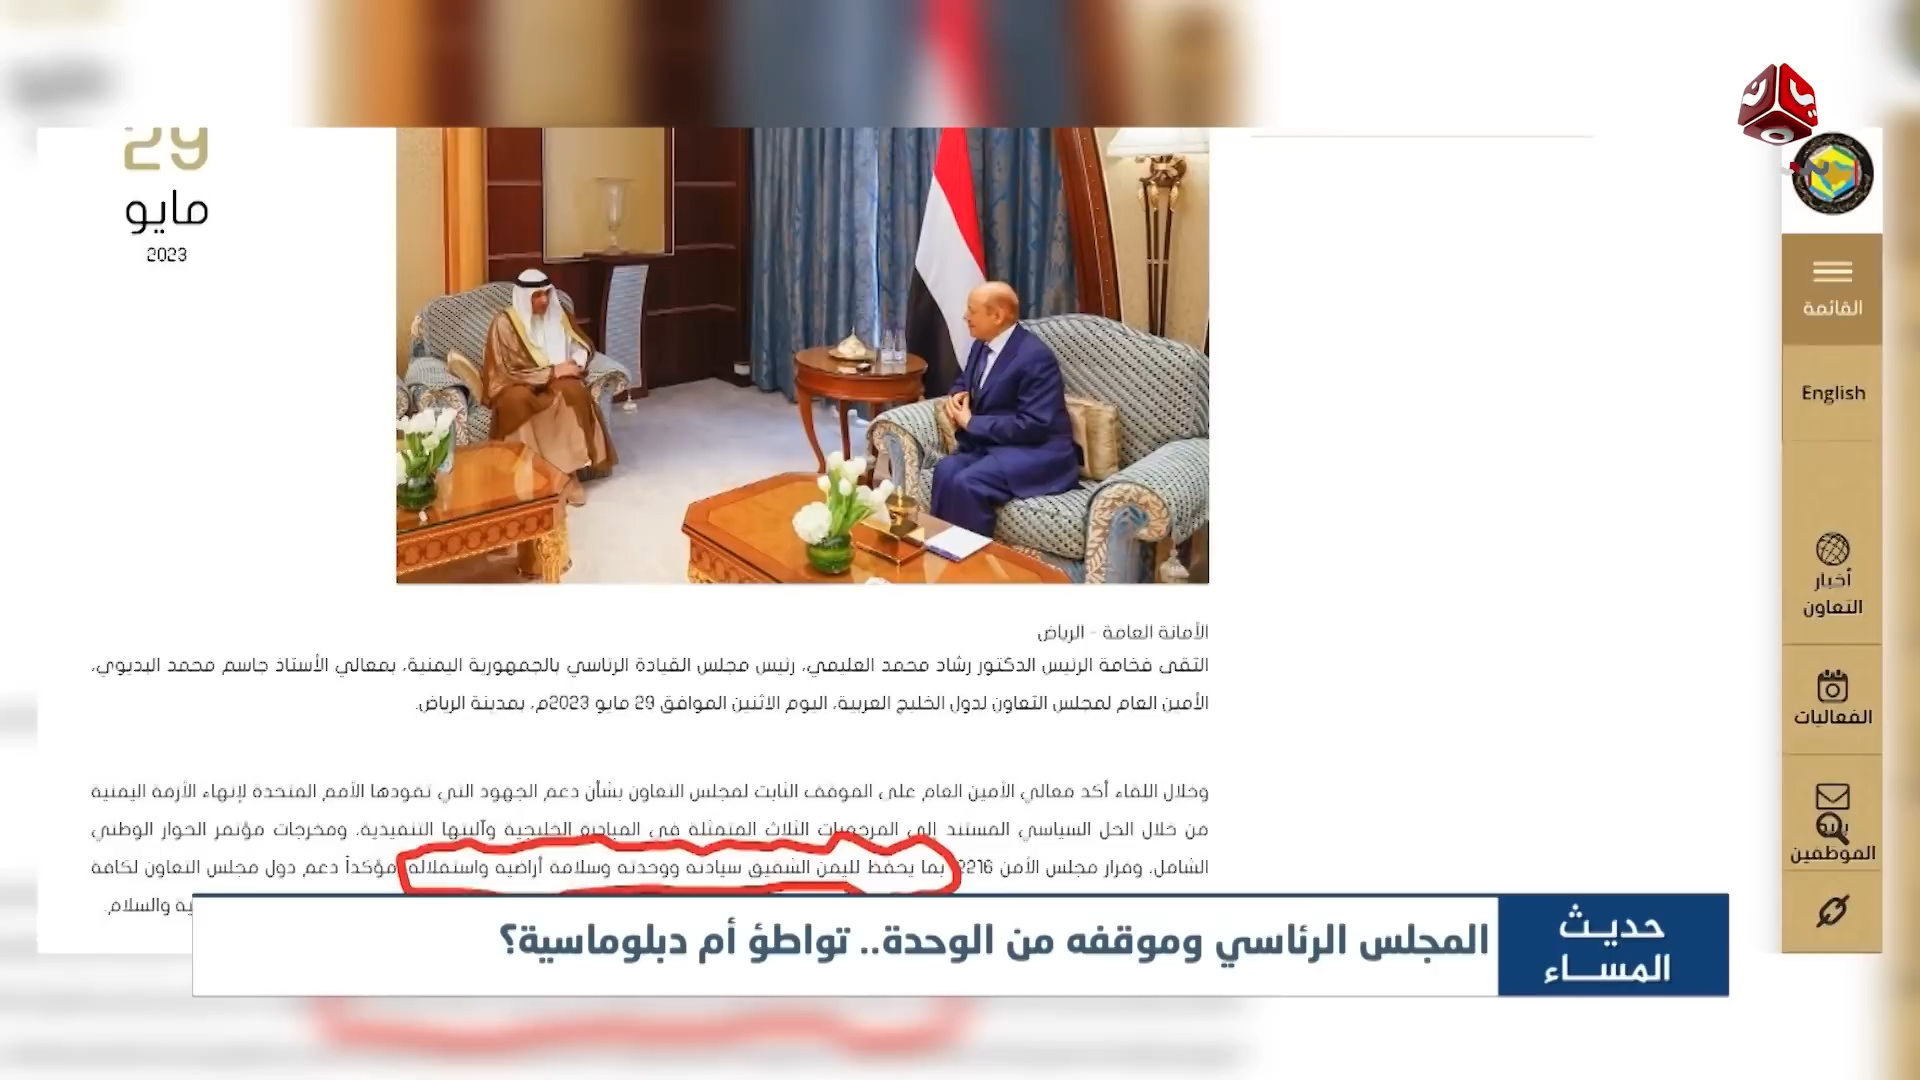 29
مايو
2023
القائمة
English
أخبار
التعاون
الفعاليات
بريد
الموظفين
الأمانة العامة - الرياض
التقى فخامة الرئيس الدكتور رشاد محمد العليمي، رئيس مجلس القيادة الرئاسي بالجمهورية اليمنية، بمعالي الأستاذ جاسم محمد البديوي،
الأمين العام لمجلس التعاون لدول الخليج العربية، اليوم الاثنين الموافق 29 مايو 2023م، بمدينة الرياض.
وخلال اللقاء أكد معالي الأمين العام على الموقف الثابت لمجلس التعاون بشأن دعم الجهود التي تقودها الأمم المتحدة لإنهاء الأزمة اليمنية
من خلال الحل السياسي المستند إلى المرجعيات الثلاث المتمثلة في المبادرة الخليجية وآليتها التنفيذية، ومخرجات مؤتمر الحوار الوطني
الشامل، وقرار مجلس الأمن 2216 بما يحفظ لليمن الشقيق سيادته ووحدته وسلامة أراضيه واستقلاله، مؤكداً دعم دول مجلس التعاون لكافة
والسلام.
حديث
المساء
المجلس الرئاسي وموقفه من الوحدة.. تواطؤ أم دبلوماسية؟